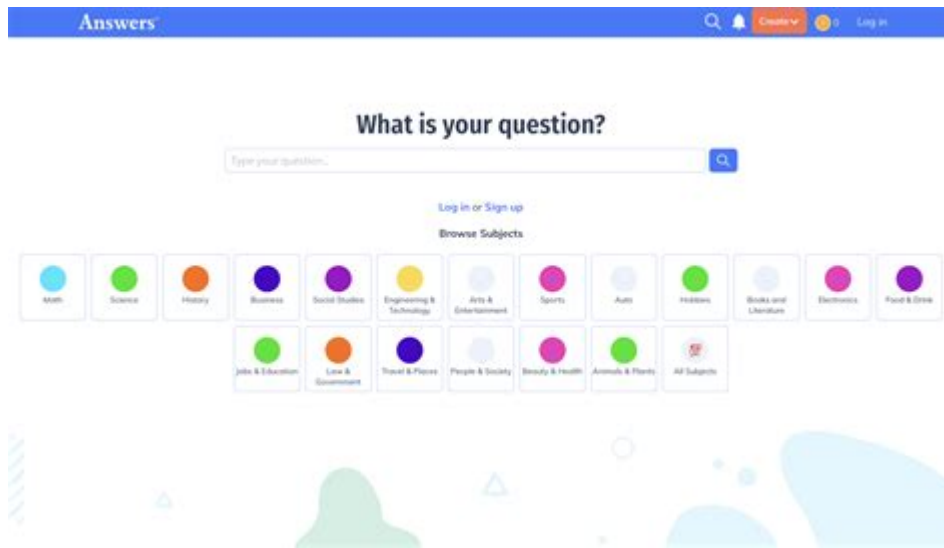 Answers
Create
0
Log in
What is your question?
Type your question...
Log in or Sign up
Browse Subjects
Math
Science
History
Business
Social Studies
Engineering &
Technology
Arts &
Entertainment
Sports
Auto
Hobbies
Books and
Literature
Electronics
Food & Drink
Jobs & Education
Law &
Government
Travel & Places
People & Society
Beauty & Health
Animals & Plants
100
All Subjects